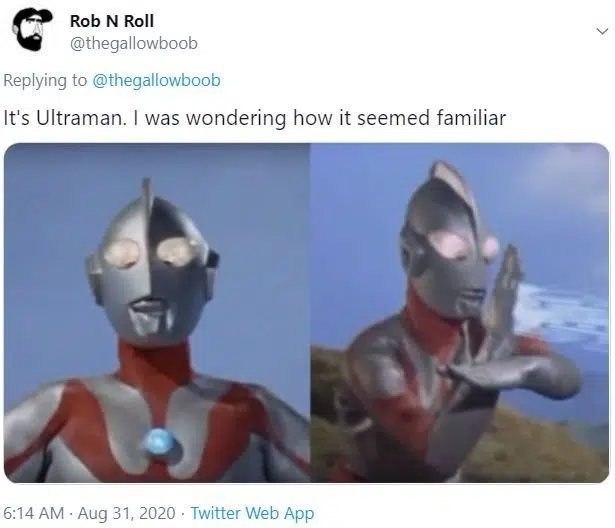 Rob N Roll
@thegallowboob
Replying to @thegallowboob
It's Ultraman. I was wondering how it seemed familiar
6:14 AM · Aug 31, 2020 · Twitter Web App